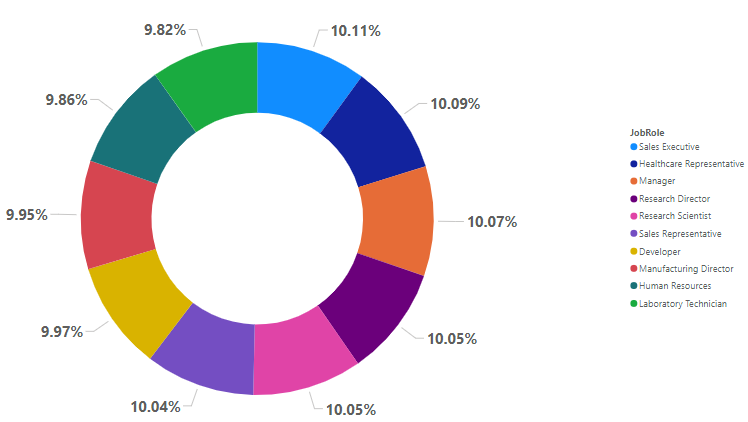 9.82%
10.11%
9.86%
10.09%
9.95%
10.07%
9.97%
10.05%
10.04%
10.05%
JobRole
Sales Executive
Healthcare Representative
Manager
Research Director
Research Scientist
Sales Representative
Developer
Manufacturing Director
Human Resources
Laboratory Technician